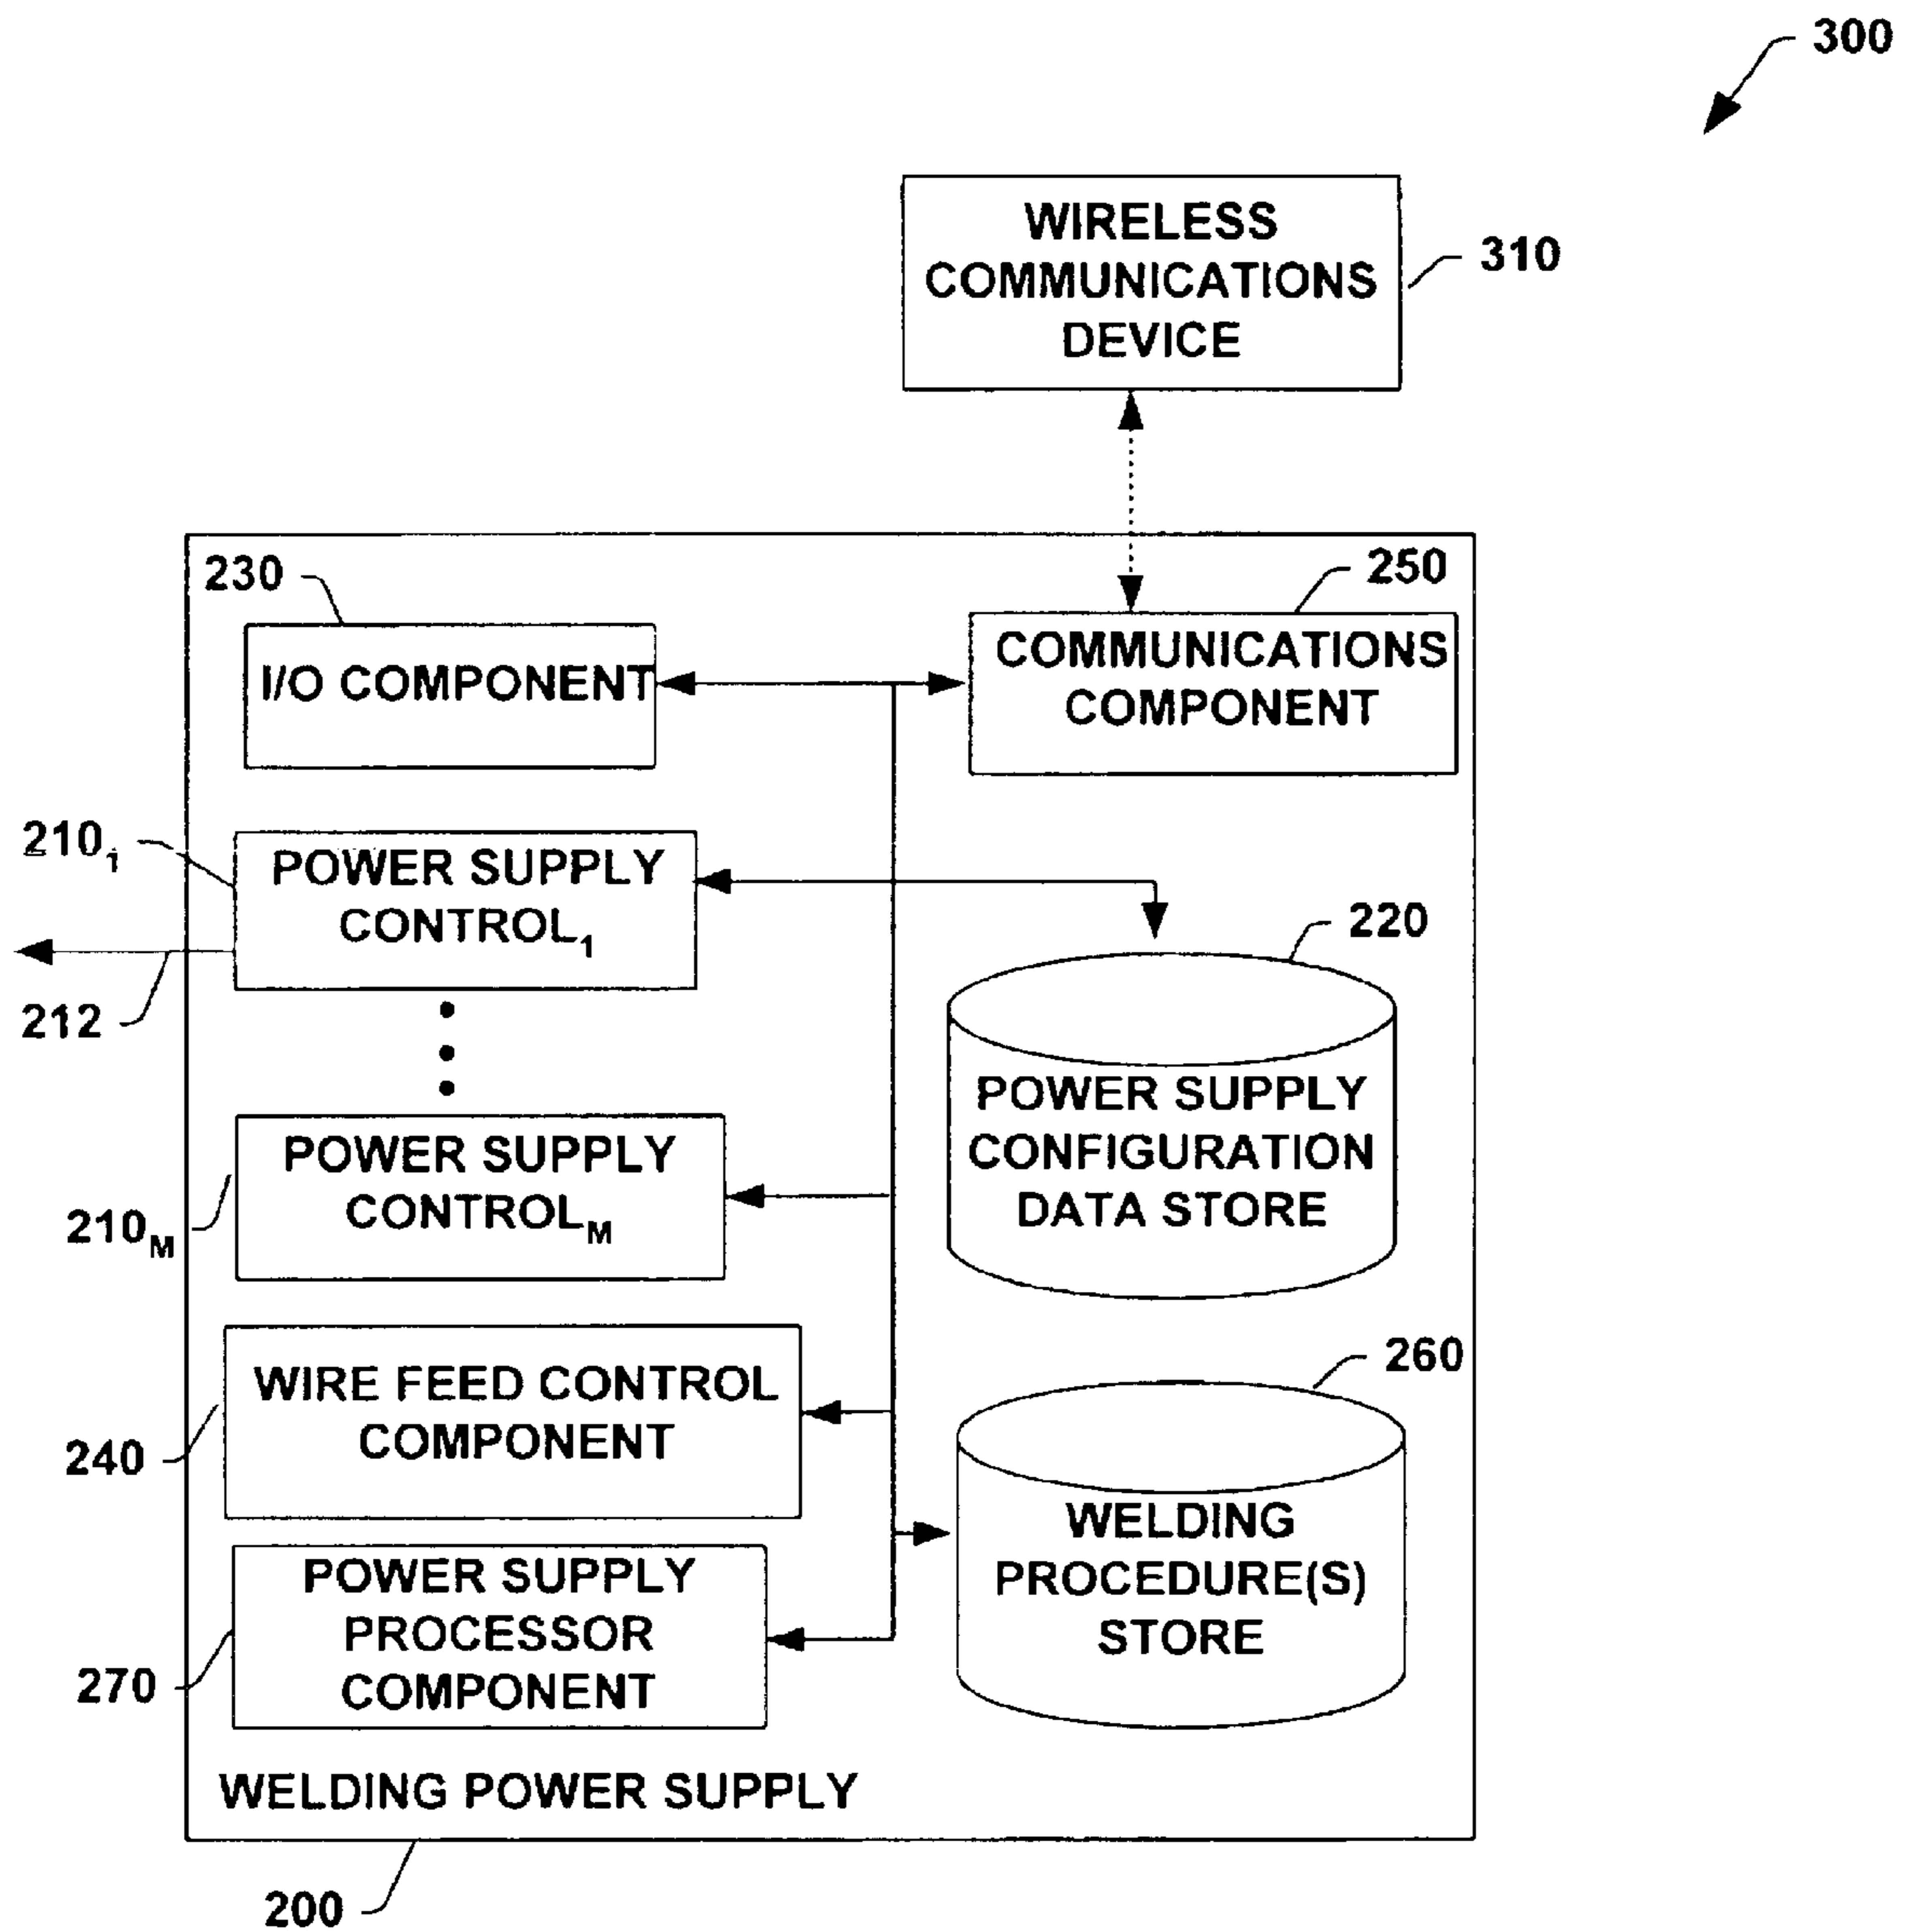 300
WIRELESS
COMMUNICATIONS
DEVICE
310
230
250
I/O COMPONENT
COMMUNICATIONS
COMPONENT
210₁
POWER SUPPLY
CONTROL₁
212
220
POWER SUPPLY
CONFIGURATION
DATA STORE
POWER SUPPLY
CONTROL_M
210_M
260
WIRE FEED CONTROL
COMPONENT
240
WELDING
PROCEDURE(S)
STORE
POWER SUPPLY
PROCESSOR
COMPONENT
270
WELDING POWER SUPPLY
200